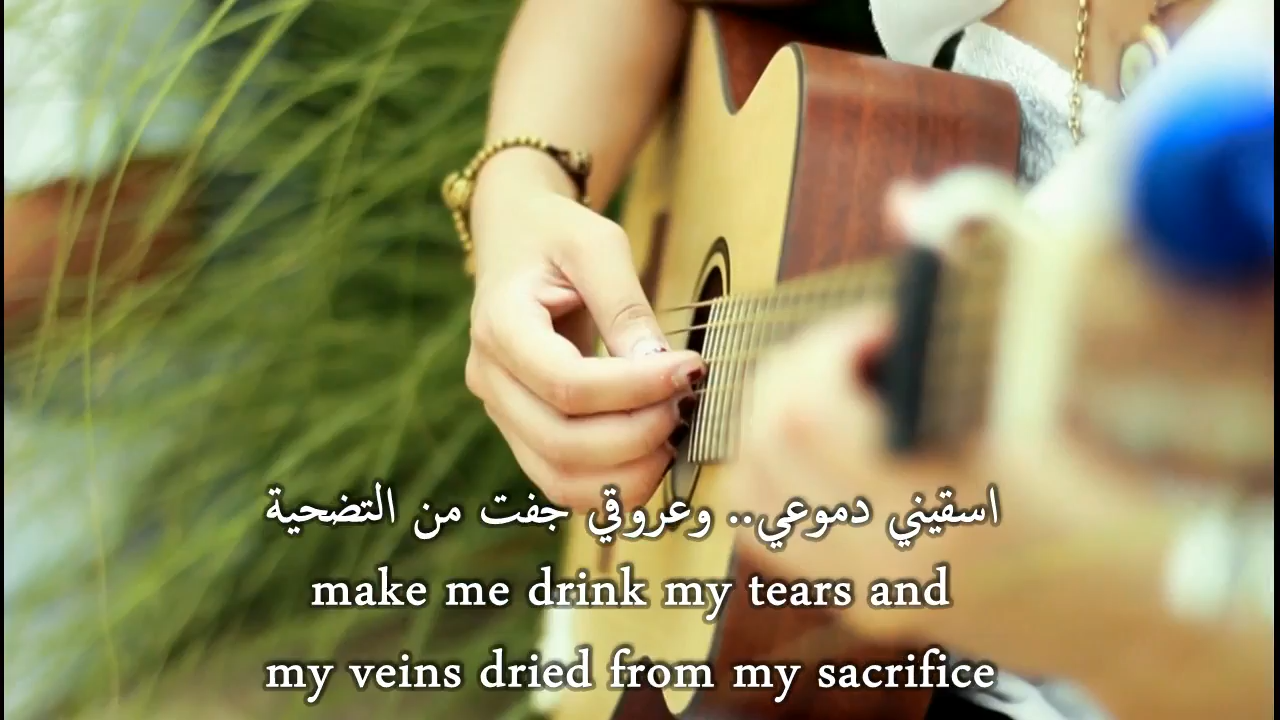 اسقيني دموعي.. وعروقي جفت من التضحية
make me drink my tears and
my veins dried from my sacrifice